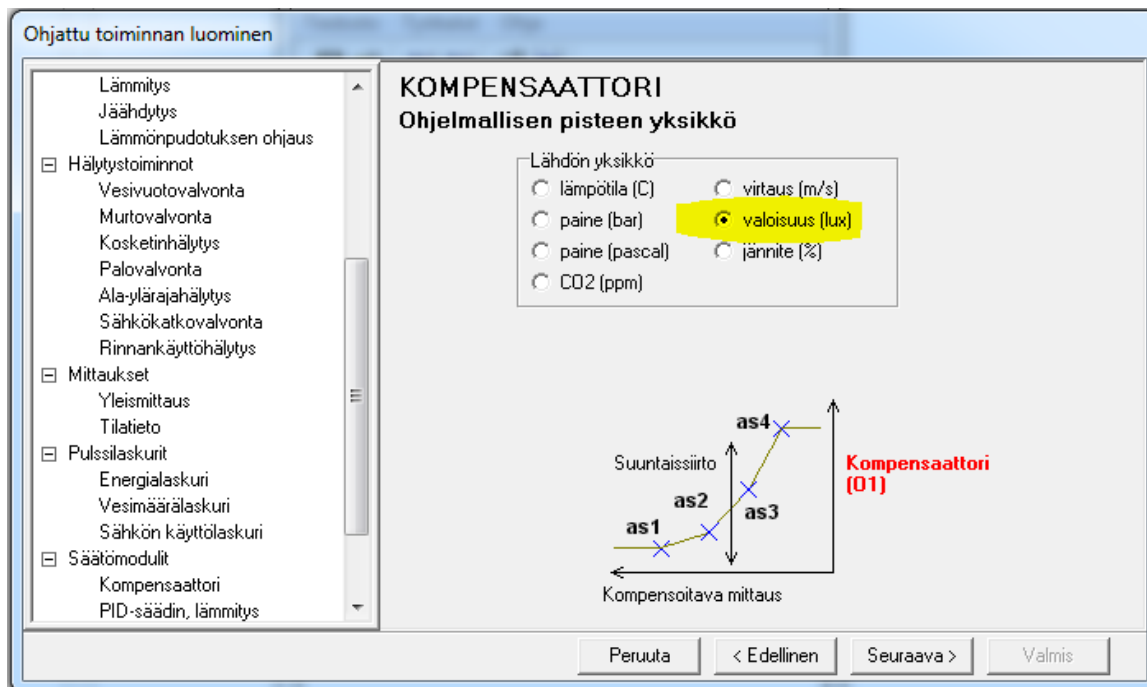 Ohjattu toiminnan luominen
Lämmitys
Jäähdytys
Lämmönpudotuksen ohjaus
Hälytystoiminnot
Vesivuotovalvonta
Murtovalvonta
Kosketinhälytys
Palovalvonta
Ala-ylärajahälytys
Sähkökatkovalvonta
Rinnankäyttöhälytys
Mittaukset
Yleismittaus
Tilatieto
Pulssilaskurit
Energialaskuri
Vesimäärälaskuri
Sähkön käyttölaskuri
Säätömodulit
Kompensaattori
PID-säädin, lämmitys
KOMPENSAATTORI
Ohjelmallisen pisteen yksikkö
Lähdön yksikkö
lämpötila (C)
paine (bar)
paine (pascal)
CO2 (ppm)
virtaus (m/s)
valoisuus (lux)
jännite (%)
as4
Suuntaissiirto
Kompensaattori
(O1)
as2
as3
as1
Kompensoitava mittaus
Peruuta
< Edellinen
Seuraava >
Valmis